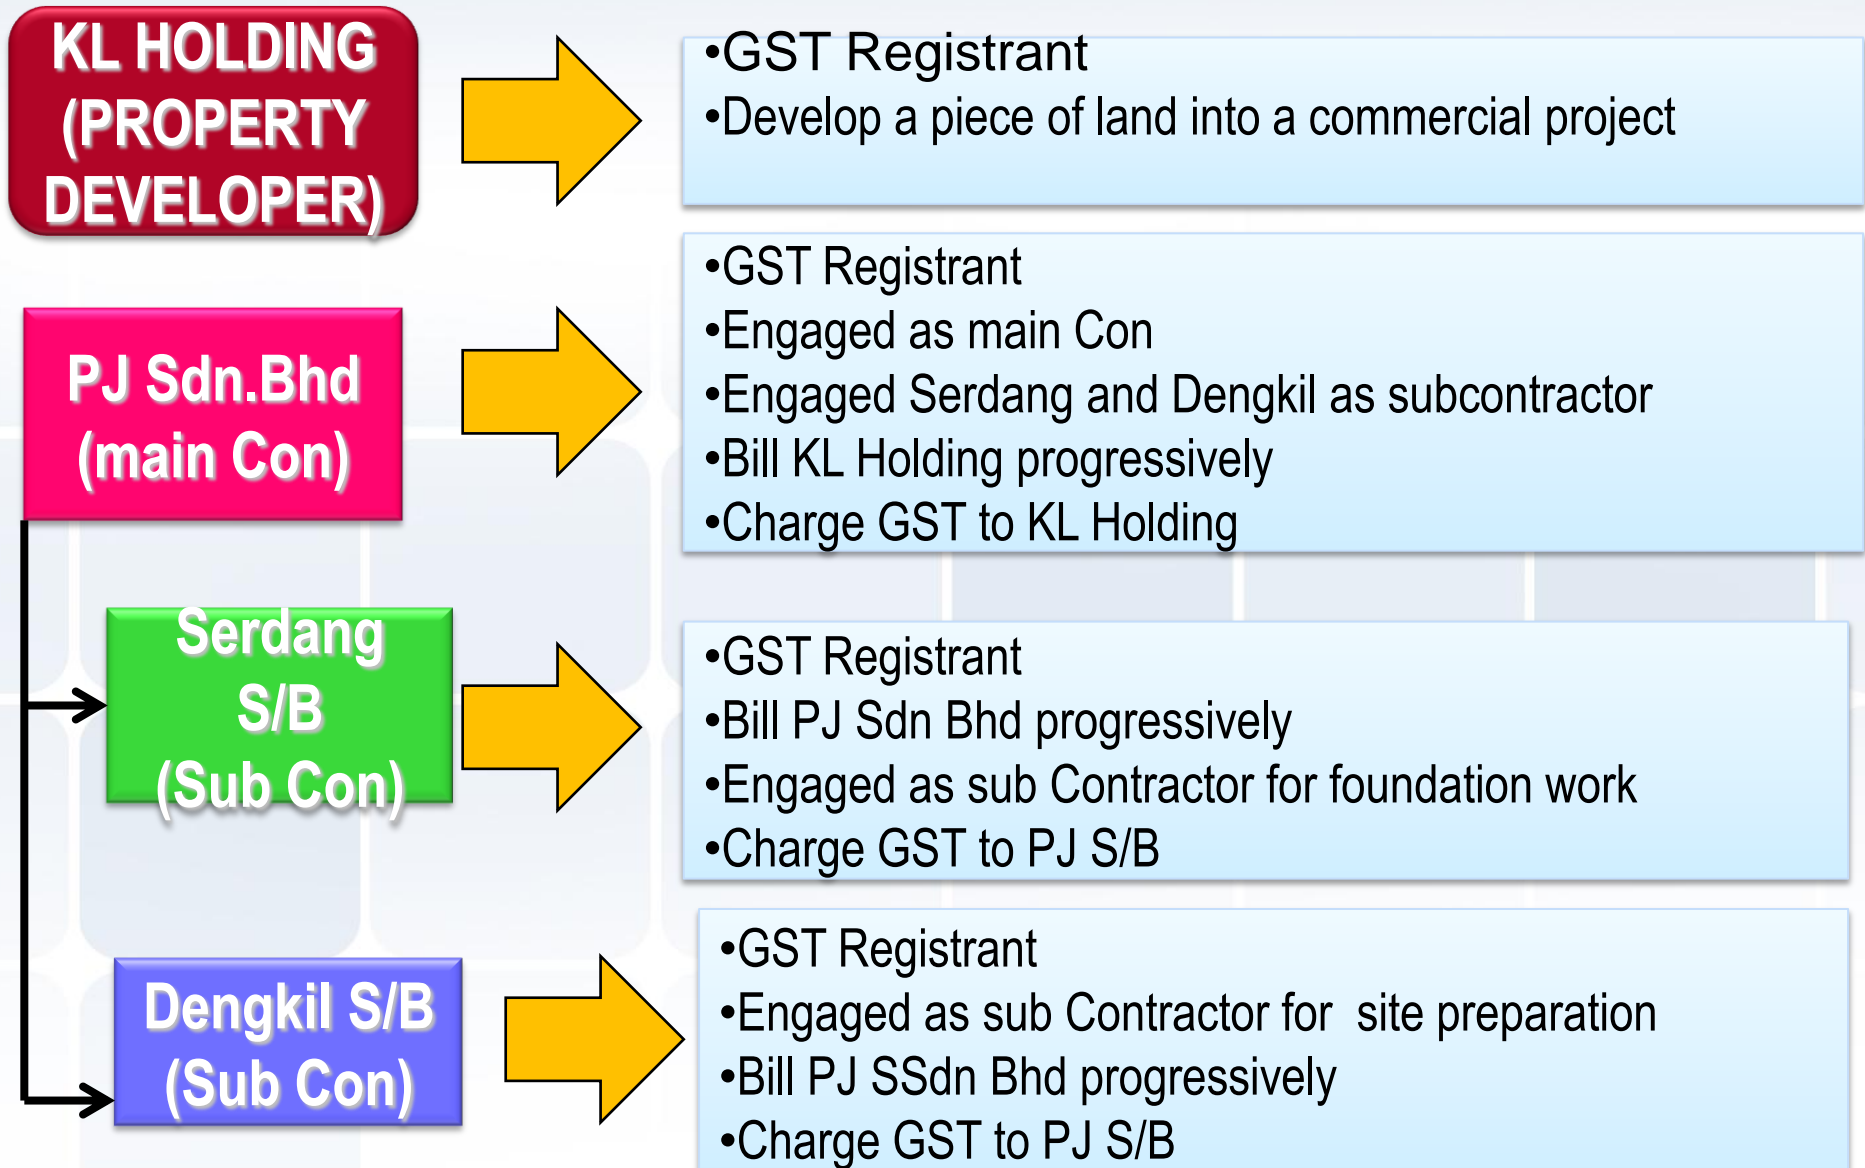 KL HOLDING
(PROPERTY
DEVELOPER)
•GST Registrant
•Develop a piece of land into a commercial project
PJ Sdn.Bhd
(main Con)
•GST Registrant
•Engaged as main Con
•Engaged Serdang and Dengkil as subcontractor
•Bill KL Holding progressively
•Charge GST to KL Holding
Serdang
S/B
(Sub Con)
•GST Registrant
•Bill PJ Sdn Bhd progressively
•Engaged as sub Contractor for foundation work
•Charge GST to PJ S/B
Dengkil S/B
(Sub Con)
•GST Registrant
•Engaged as sub Contractor for  site preparation
•Bill PJ SSdn Bhd progressively
•Charge GST to PJ S/B